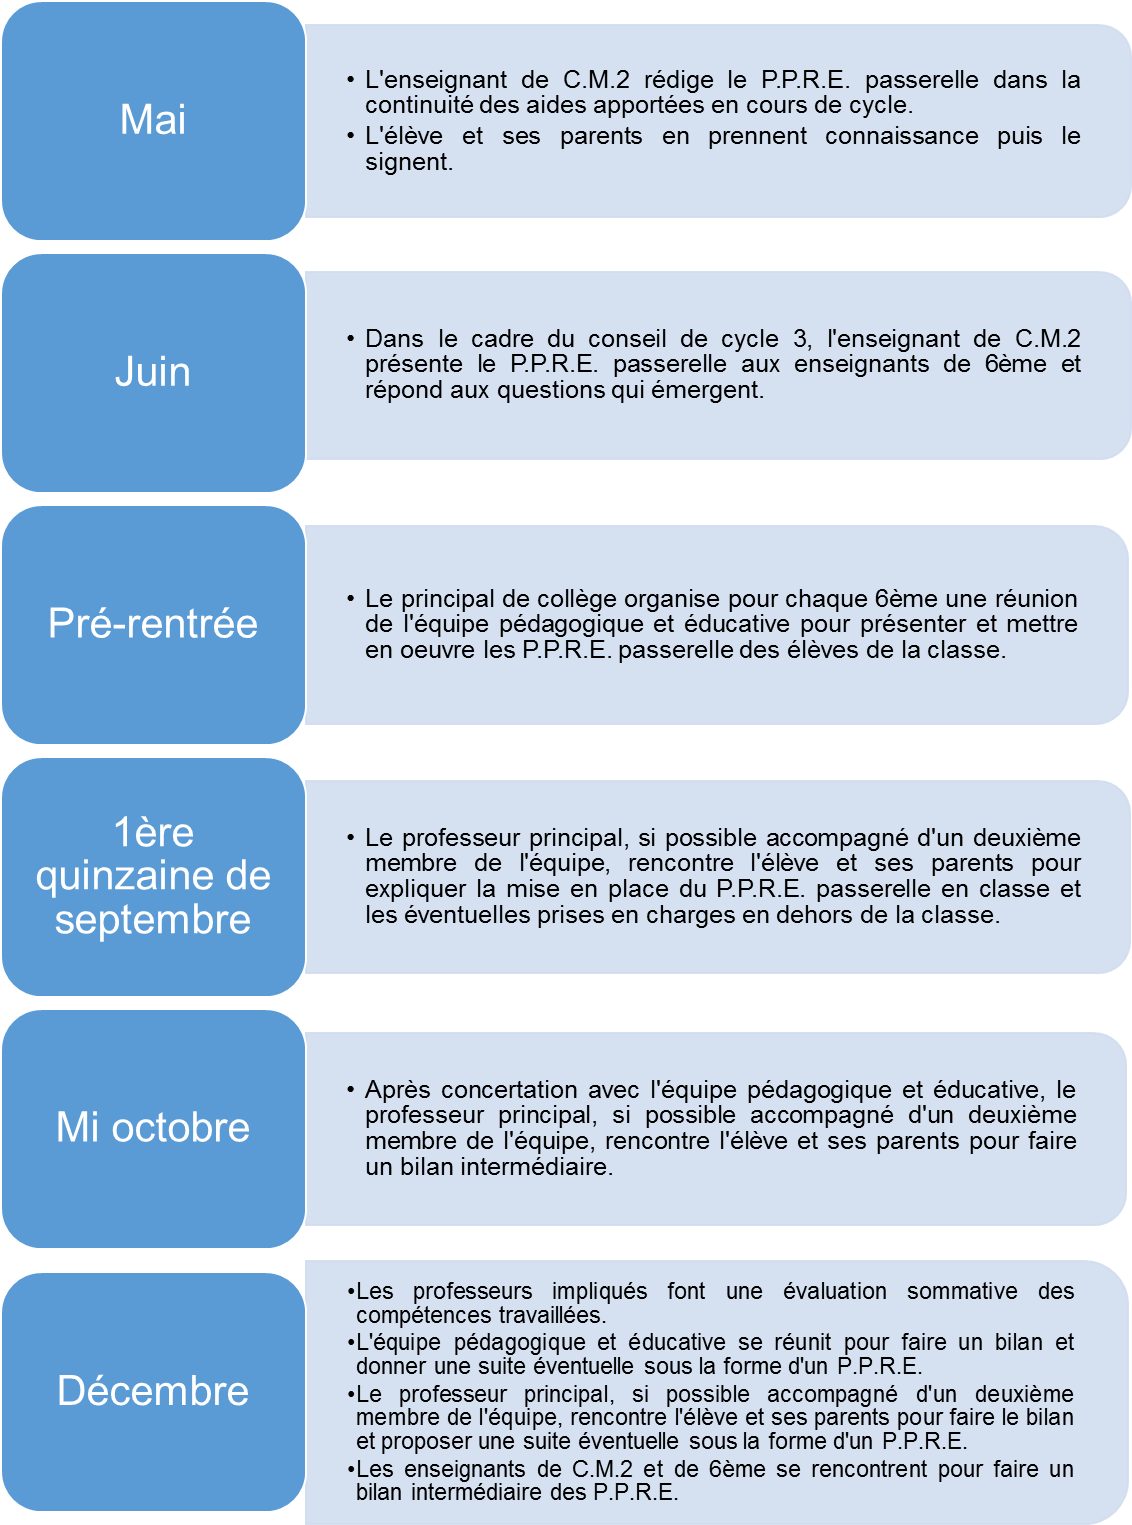 Mai
• L'enseignant de C.M.2 rédige le P.P.R.E. passerelle dans la
continuité des aides apportées en cours de cycle.
• L'élève et ses parents en prennent connaissance puis le
signent.
Juin
• Dans le cadre du conseil de cycle 3, l'enseignant de C.M.2
présente le P.P.R.E. passerelle aux enseignants de 6ème et
répond aux questions qui émergent.
Pré-rentrée
• Le principal de collège organise pour chaque 6ème une réunion
de l'équipe pédagogique et éducative pour présenter et mettre
en oeuvre les P.P.R.E. passerelle des élèves de la classe.
1ère
quinzaine de
septembre
• Le professeur principal, si possible accompagné d'un deuxième
membre de l'équipe, rencontre l'élève et ses parents pour
expliquer la mise en place du P.P.R.E. passerelle en classe et
les éventuelles prises en charges en dehors de la classe.
Mi octobre
• Après concertation avec l'équipe pédagogique et éducative, le
professeur principal, si possible accompagné d'un deuxième
membre de l'équipe, rencontre l'élève et ses parents pour faire
un bilan intermédiaire.
Décembre
•Les professeurs impliqués font une évaluation sommative des
compétences travaillées.
•L'équipe pédagogique et éducative se réunit pour faire un bilan et
donner une suite éventuelle sous la forme d'un P.P.R.E.
•Le professeur principal, si possible accompagné d'un deuxième
membre de l'équipe, rencontre l'élève et ses parents pour faire le bilan
et proposer une suite éventuelle sous la forme d'un P.P.R.E.
•Les enseignants de C.M.2 et de 6ème se rencontrent pour faire un
bilan intermédiaire des P.P.R.E.